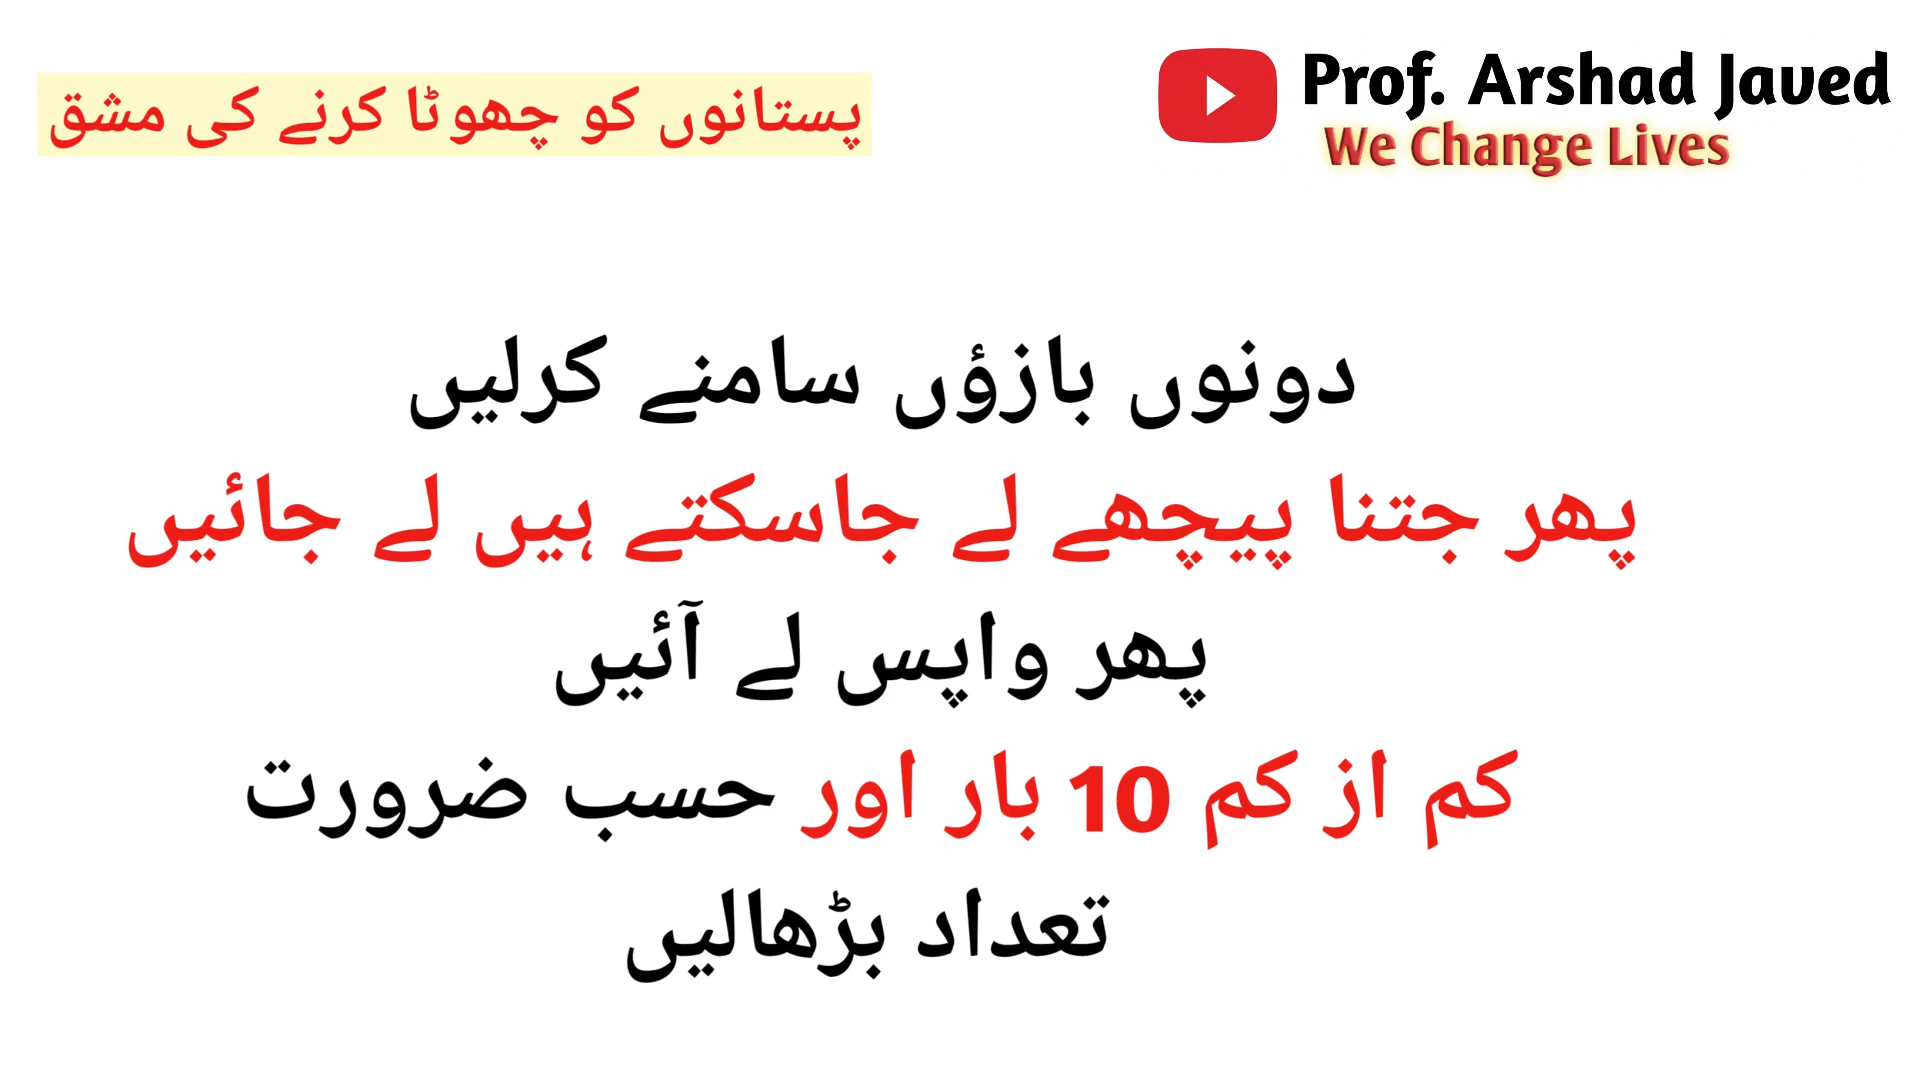 پستانوں کو چھوٹا کرنے کی مشق
Prof. Arshad Javed
We Change Lives
دونوں بازؤں سامنے کرلیں
پھر جتنا پیچھے لے جاسکتے ہیں لے جائیں
پھر واپس لے آئیں
کم از کم 10 بار اور حسب ضرورت
تعداد بڑھالیں